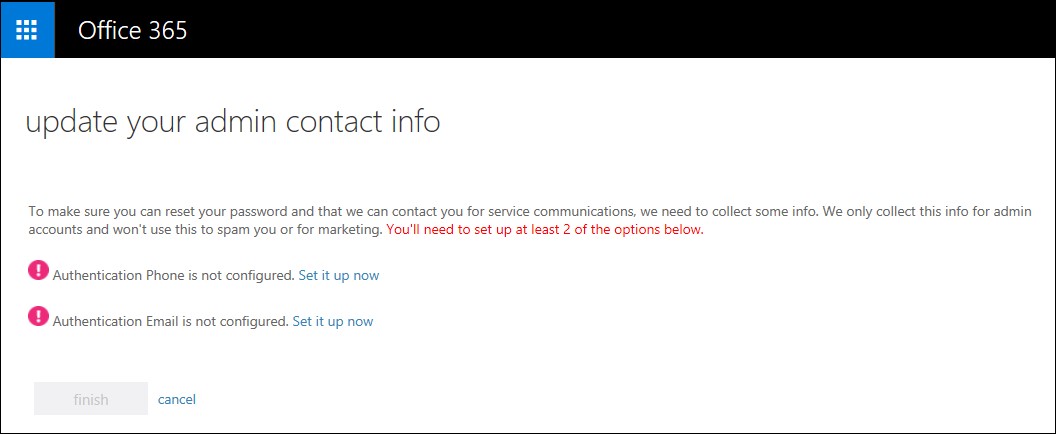 Office 365
update your admin contact info
To make sure you can reset your password and that we can contact you for service communications, we need to collect some info. We only collect this info for admin
accounts and won't use this to spam you or for marketing. You'll need to set up at least 2 of the options below.
Authentication Phone is not configured. Set it up now
Authentication Email is not configured. Set it up now
finish cancel